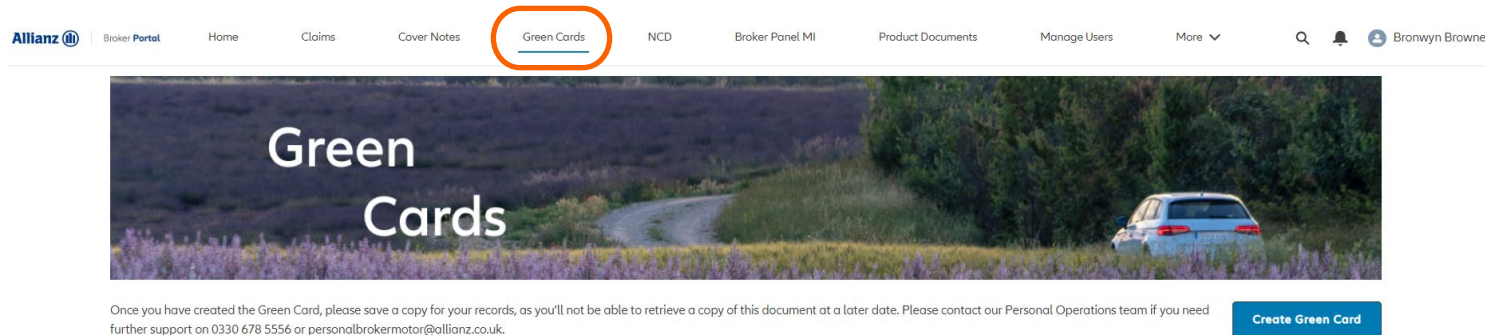 Allianz Broker Portal Home Claims Cover Notes Green Cards NCD Broker Panel MI Product Documents Manage Users More Bronwyn Browne
Green
Cards
Once you have created the Green Card, please save a copy for your records, as you'll not be able to retrieve a copy of this document at a later date. Please contact our Personal Operations team if you need
further support on 0330 678 5556 or personalbrokermotor@allianz.co.uk.
Create Green Card